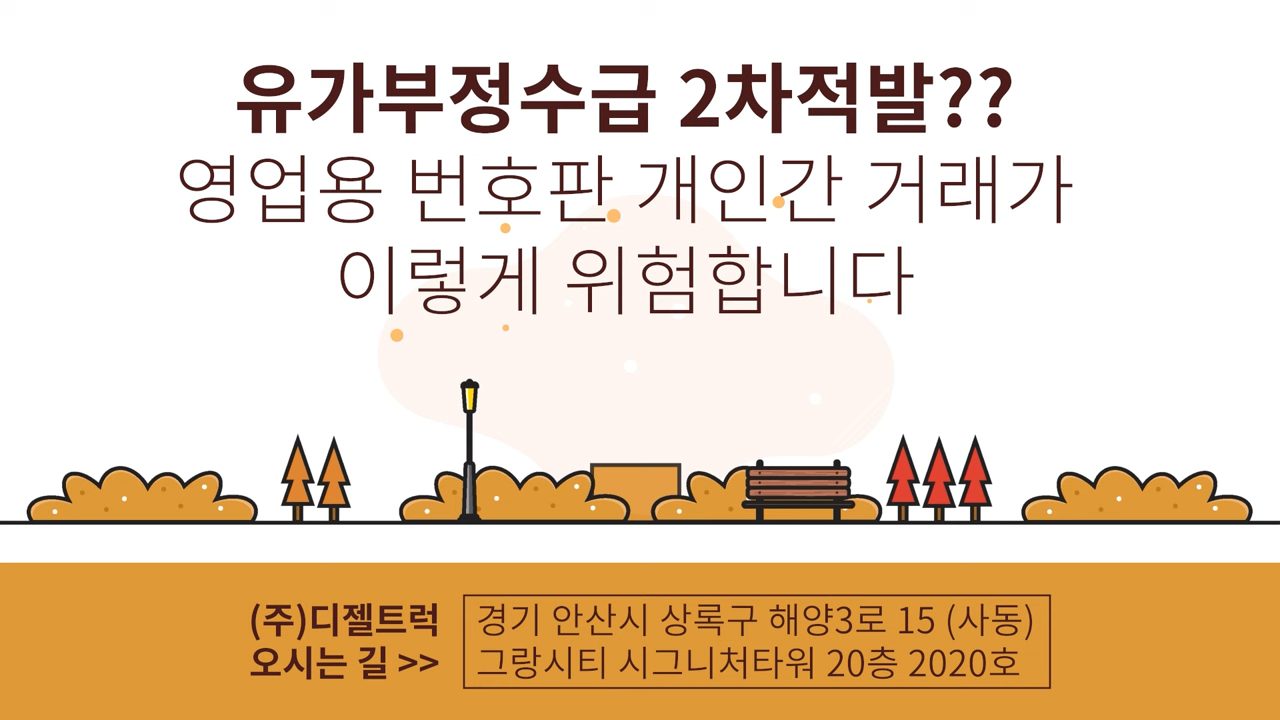 유가부정수급 2차적발??
영업용 번호판 개인간 거래가
이렇게 위험합니다
(주)디젤트럭
오시는 길 >>
경기 안산시 상록구 해양3로 15 (사동)
그랑시티 시그니처타워 20층 2020호